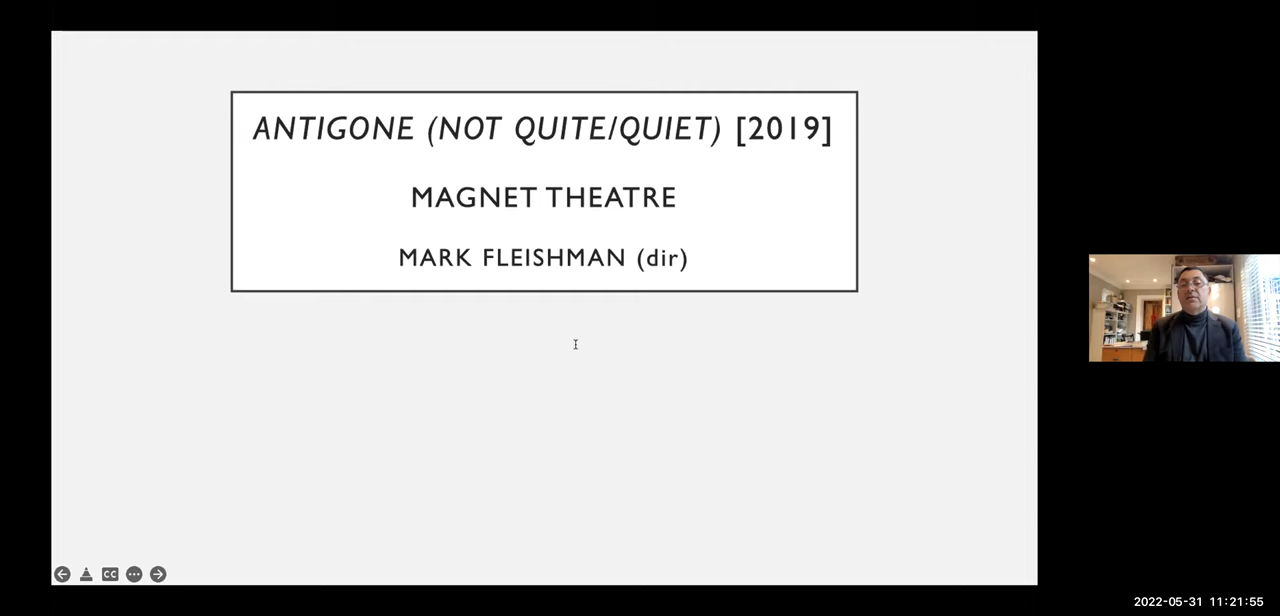 ANTIGONE (NOT QUITE/QUIET) [2019]
MAGNET THEATRE
MARK FLEISHMAN (dir)
CC
2022-05-31 11:21:55